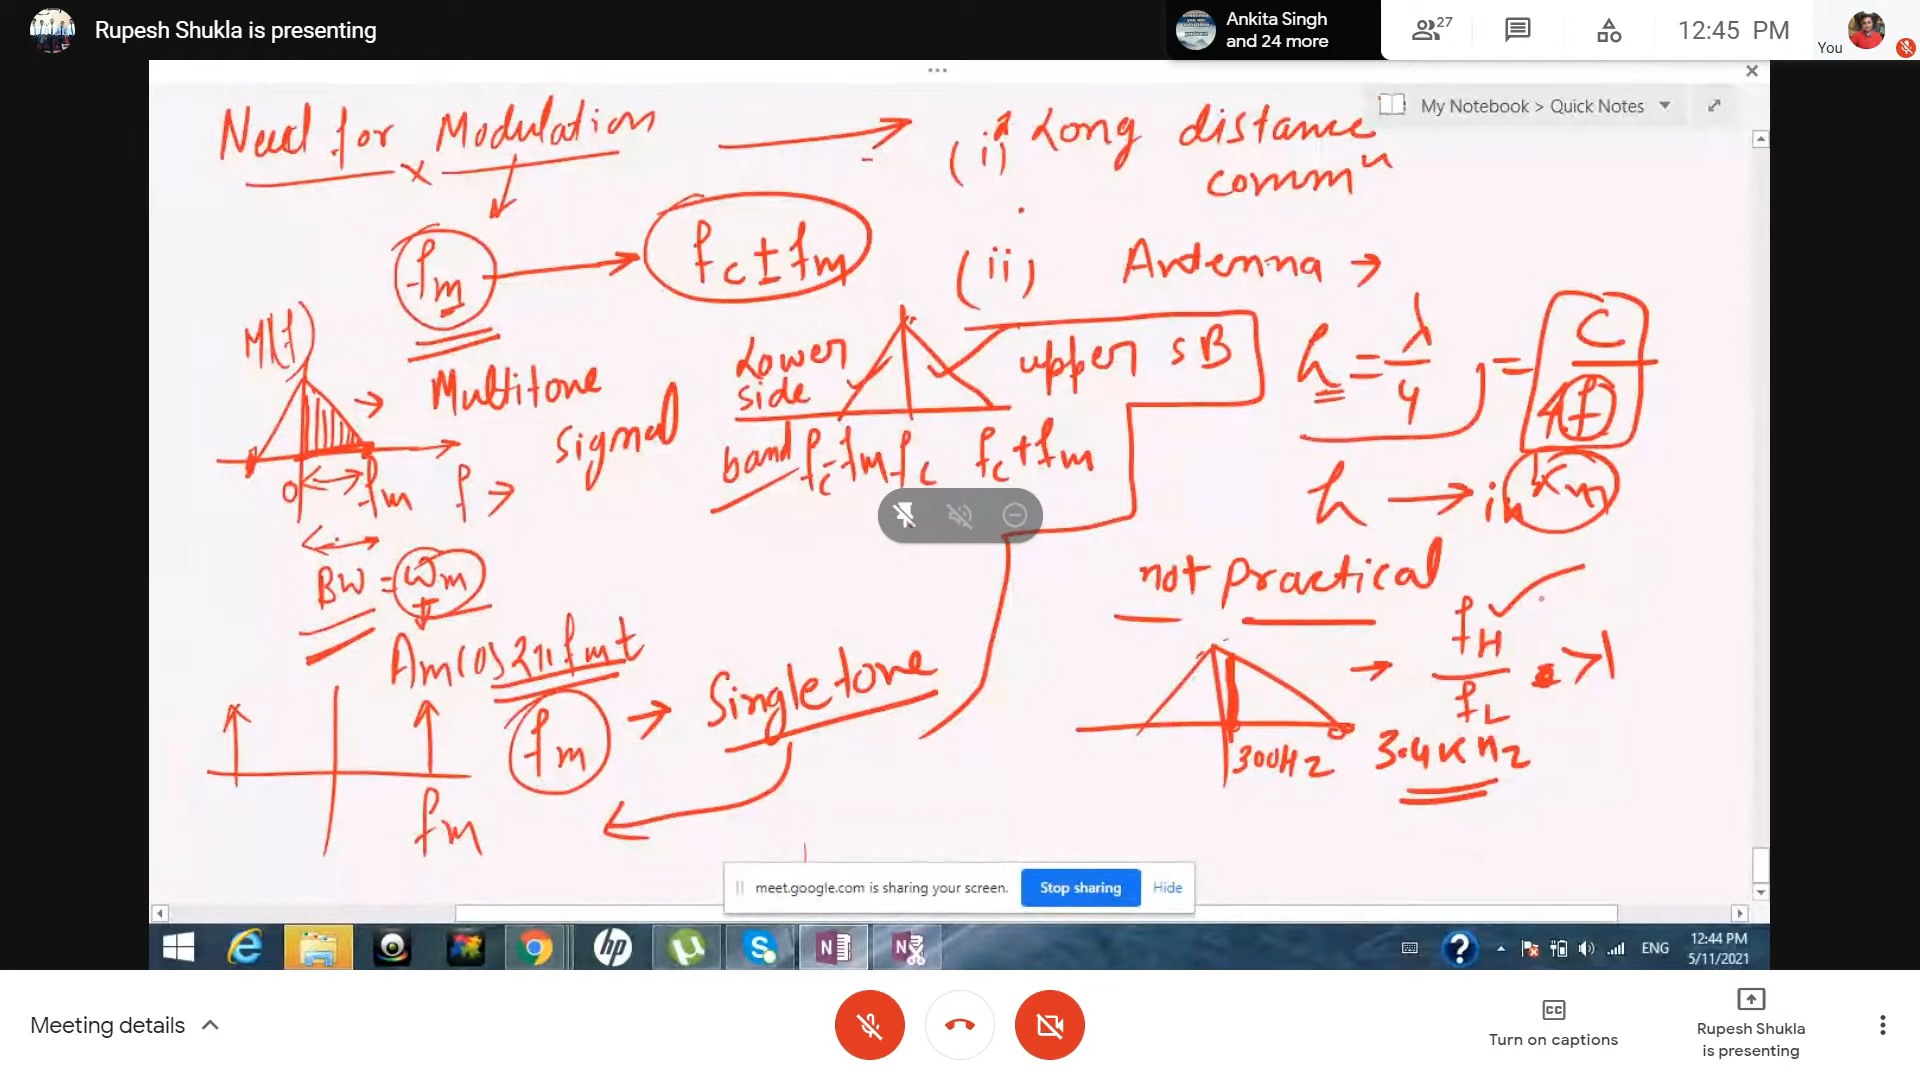 Rupesh Shukla is presenting
Ankita Singh
and 24 more
27
12:45 PM
You
My Notebook > Quick Notes
Need for Modulation
(i) Long distance
commⁿ
fm
fc ± fm
(ii) Antenna →
M(f)
Multitone
signal
Lower
side
band
upper SB
fc-fm fc fc+fm
h = λ/4 = C/4f
0 fm f →
h → in Km
BW = ωm
not practical
Am cos 2π fmt
fm → Singletone
fH/fL >1
300Hz 3.4KHz
fm
meet.google.com is sharing your screen.
Stop sharing
Hide
hp
ENG
12:44 PM
5/11/2021
Meeting details
Turn on captions
Rupesh Shukla
is presenting